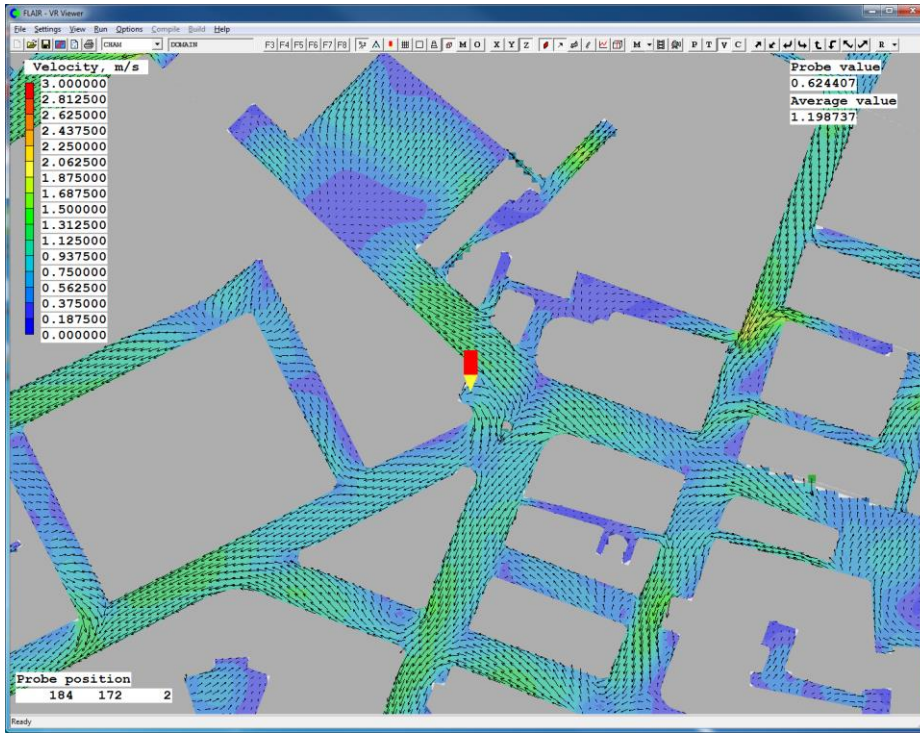 FLAIR - VR Viewer
File Settings View Run Options Compile Build Help
CHAM DOMAIN F3 F4 F5 F6 F7 F8 M O X Y Z M P T V C R
Velocity, m/s
3.000000
2.812500
2.625000
2.437500
2.250000
2.062500
1.875000
1.687500
1.500000
1.312500
1.125000
0.937500
0.750000
0.562500
0.375000
0.187500
0.000000
Probe value
0.624407
Average value
1.198737
Probe position
184 172 2
Ready